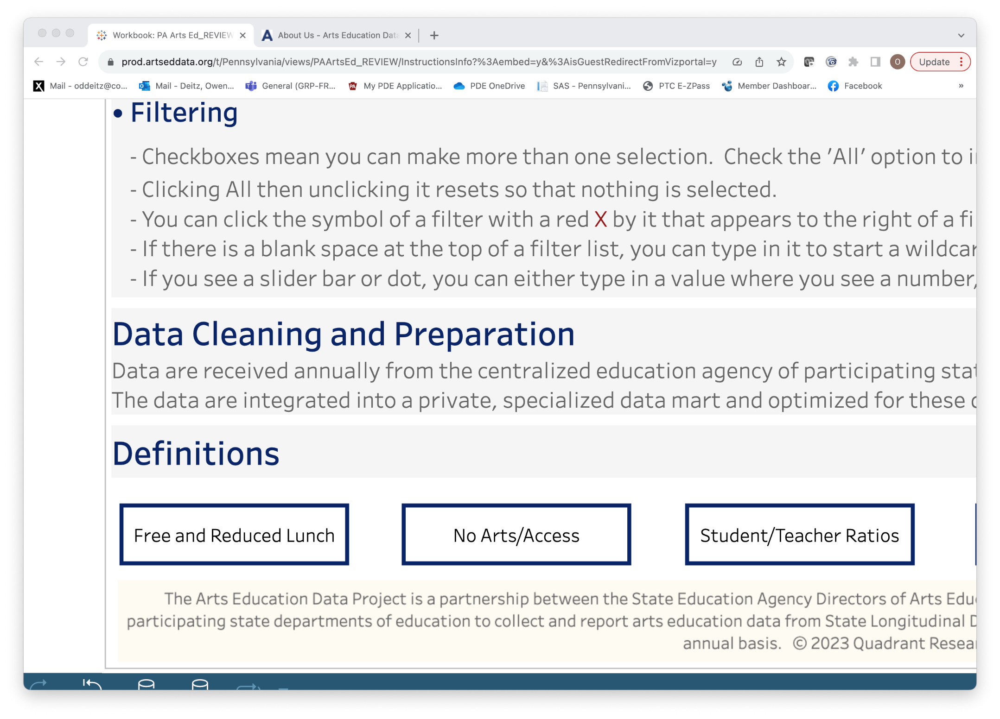 Workbook: PA Arts Ed_REVIEW
About Us - Arts Education Data
prod.artseddata.org/t/Pennsylvania/views/PAArtsEd_REVIEW/InstructionsInfo?%3Aembed=y&%3AisGuestRedirectFromVizportal=y
O
Update
Mail - oddeitz@co...
Mail - Deitz, Owen...
General (GRP-FR...
My PDE Applicatio...
PDE OneDrive
SAS - Pennsylvani...
PTC E-ZPass
Member Dashboar...
Facebook
»
• Filtering
- Checkboxes mean you can make more than one selection.  Check the ’All’ option to
- Clicking All then unclicking it resets so that nothing is selected.
- You can click the symbol of a filter with a red X by it that appears to the right of a fi
- If there is a blank space at the top of a filter list, you can type in it to start a wildcar
- If you see a slider bar or dot, you can either type in a value where you see a number,
Data Cleaning and Preparation
Data are received annually from the centralized education agency of participating stat
The data are integrated into a private, specialized data mart and optimized for these
Definitions
Free and Reduced Lunch
No Arts/Access
Student/Teacher Ratios
The Arts Education Data Project is a partnership between the State Education Agency Directors of Arts Edu
participating state departments of education to collect and report arts education data from State Longitudinal D
annual basis.   © 2023 Quadrant Resear